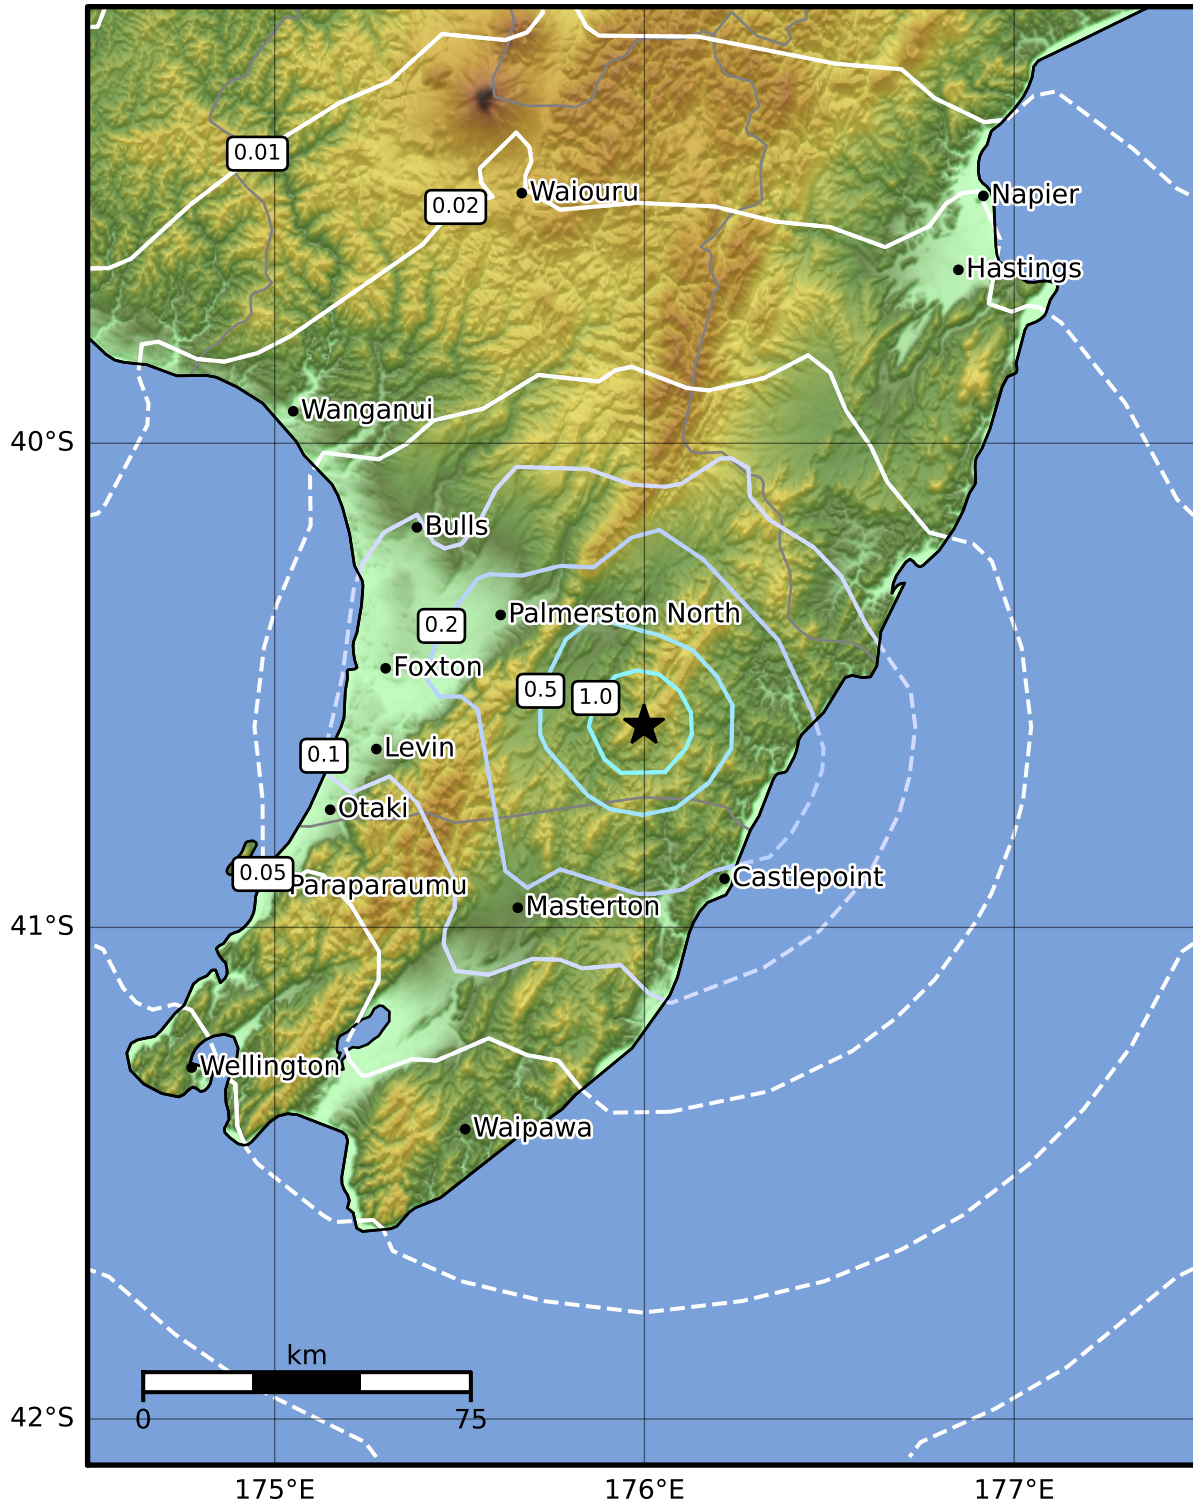 0.01
0.02
Waiouru
Napier
Hastings
Wanganui
40°S
Bulls
Palmerston North
0.2
Foxton
0.5
1.0
Levin
0.1
Otaki
0.05
Paraparaumu
Castlepoint
Masterton
41°S
Wellington
Waipawa
km
0
75
42°S
175°E
176°E
177°E